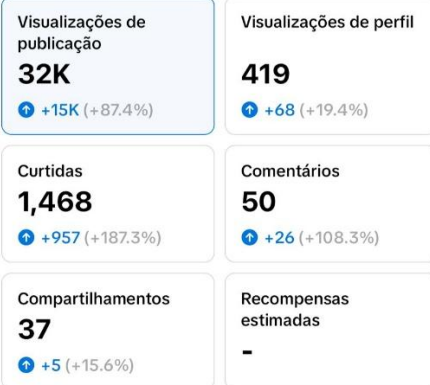 Visualizações de
publicação
32K
+15K (+87.4%)
Visualizações de perfil
419
+68 (+19.4%)
Curtidas
1,468
+957 (+187.3%)
Comentários
50
+26 (+108.3%)
Compartilhamentos
37
+5 (+15.6%)
Recompensas
estimadas
-